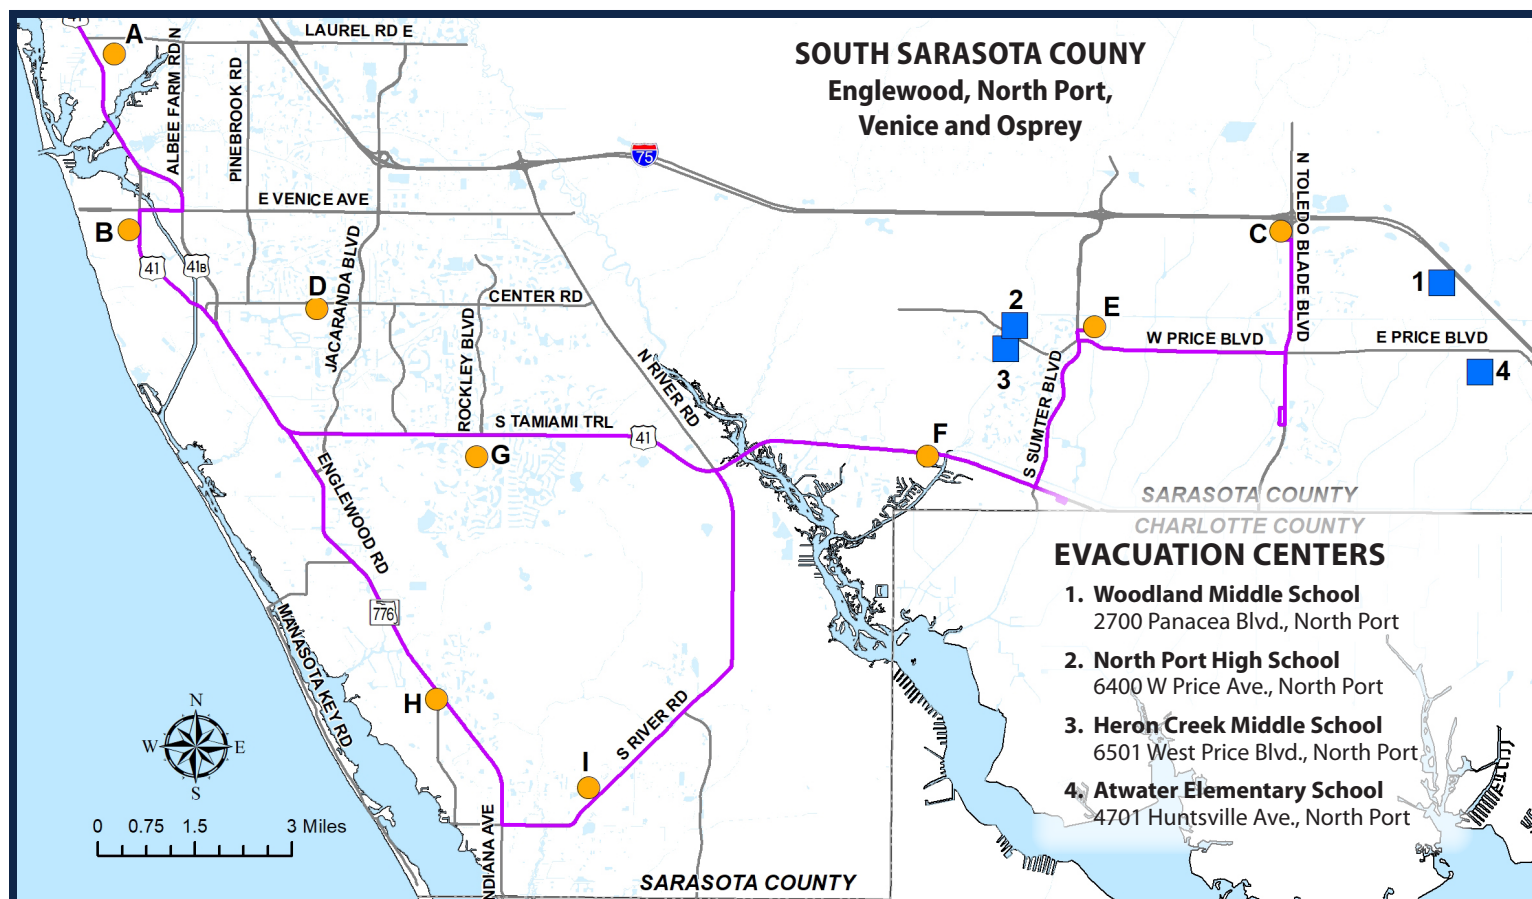 41
A
LAUREL RD E
ALBEE FARM RD N
PINEBROOK RD
SOUTH SARASOTA COUNY
Englewood, North Port,
Venice and Osprey
75
E VENICE AVE
B
41
41B
JACARANDA BLVD
D
CENTER RD
ROCKLEY BLVD
N RIVER RD
C
N TOLEDO BLADE BLVD
1
2
3
E
W PRICE BLVD
E PRICE BLVD
4
S SUMTER BLVD
S TAMIAMI TRL
41
F
G
ENGLEWOOD RD
776
MANASOTA KEY RD
H
I
S RIVER RD
INDIANA AVE
SARASOTA COUNTY
CHARLOTTE COUNTY
EVACUATION CENTERS
1. Woodland Middle School
2700 Panacea Blvd., North Port
2. North Port High School
6400 W Price Ave., North Port
3. Heron Creek Middle School
6501 West Price Blvd., North Port
4. Atwater Elementary School
4701 Huntsville Ave., North Port
N
W E
S
0 0.75 1.5 3 Miles
SARASOTA COUNTY